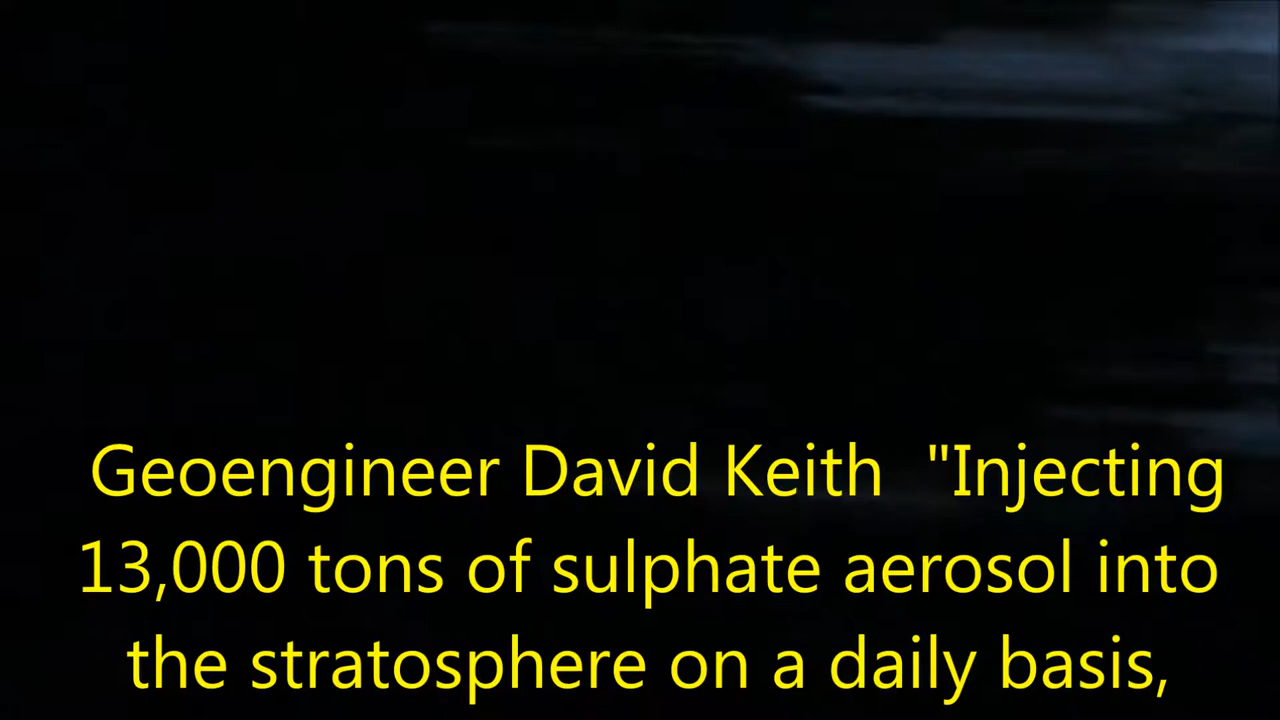 Geoengineer David Keith "Injecting
13,000 tons of sulphate aerosol into
the stratosphere on a daily basis,